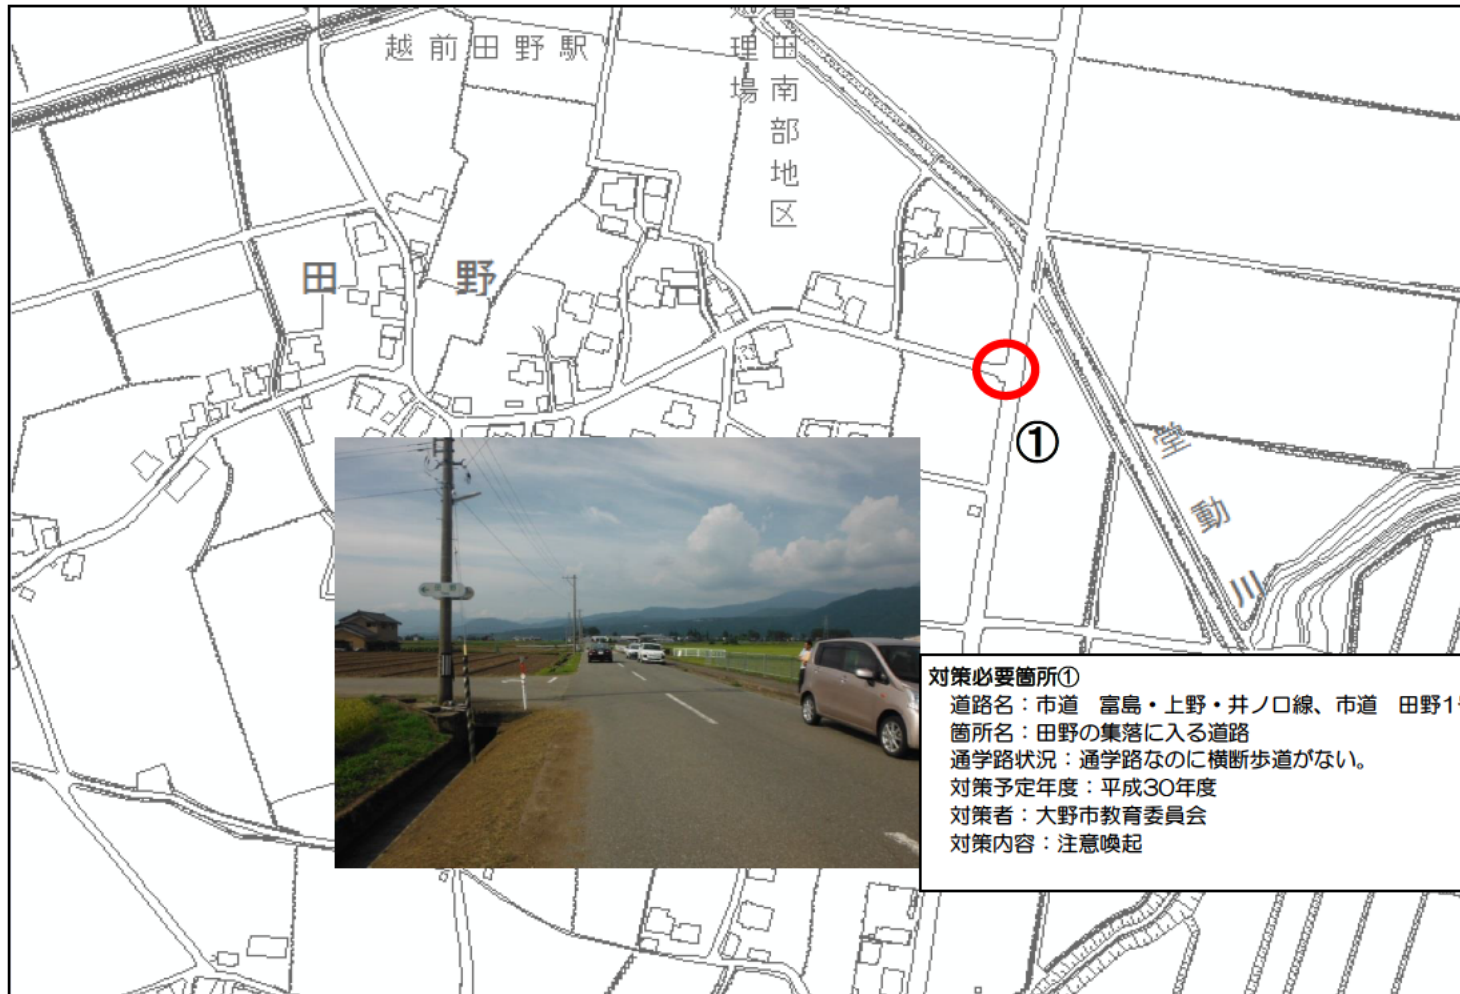 越前田野駅
理場
富田南部地区
田野
①
堂動川
対策必要箇所①
道路名：市道　富島・上野・井ノ口線、市道　田野1
箇所名：田野の集落に入る道路
通学路状況：通学路なのに横断歩道がない。
対策予定年度：平成30年度
対策者：大野市教育委員会
対策内容：注意喚起